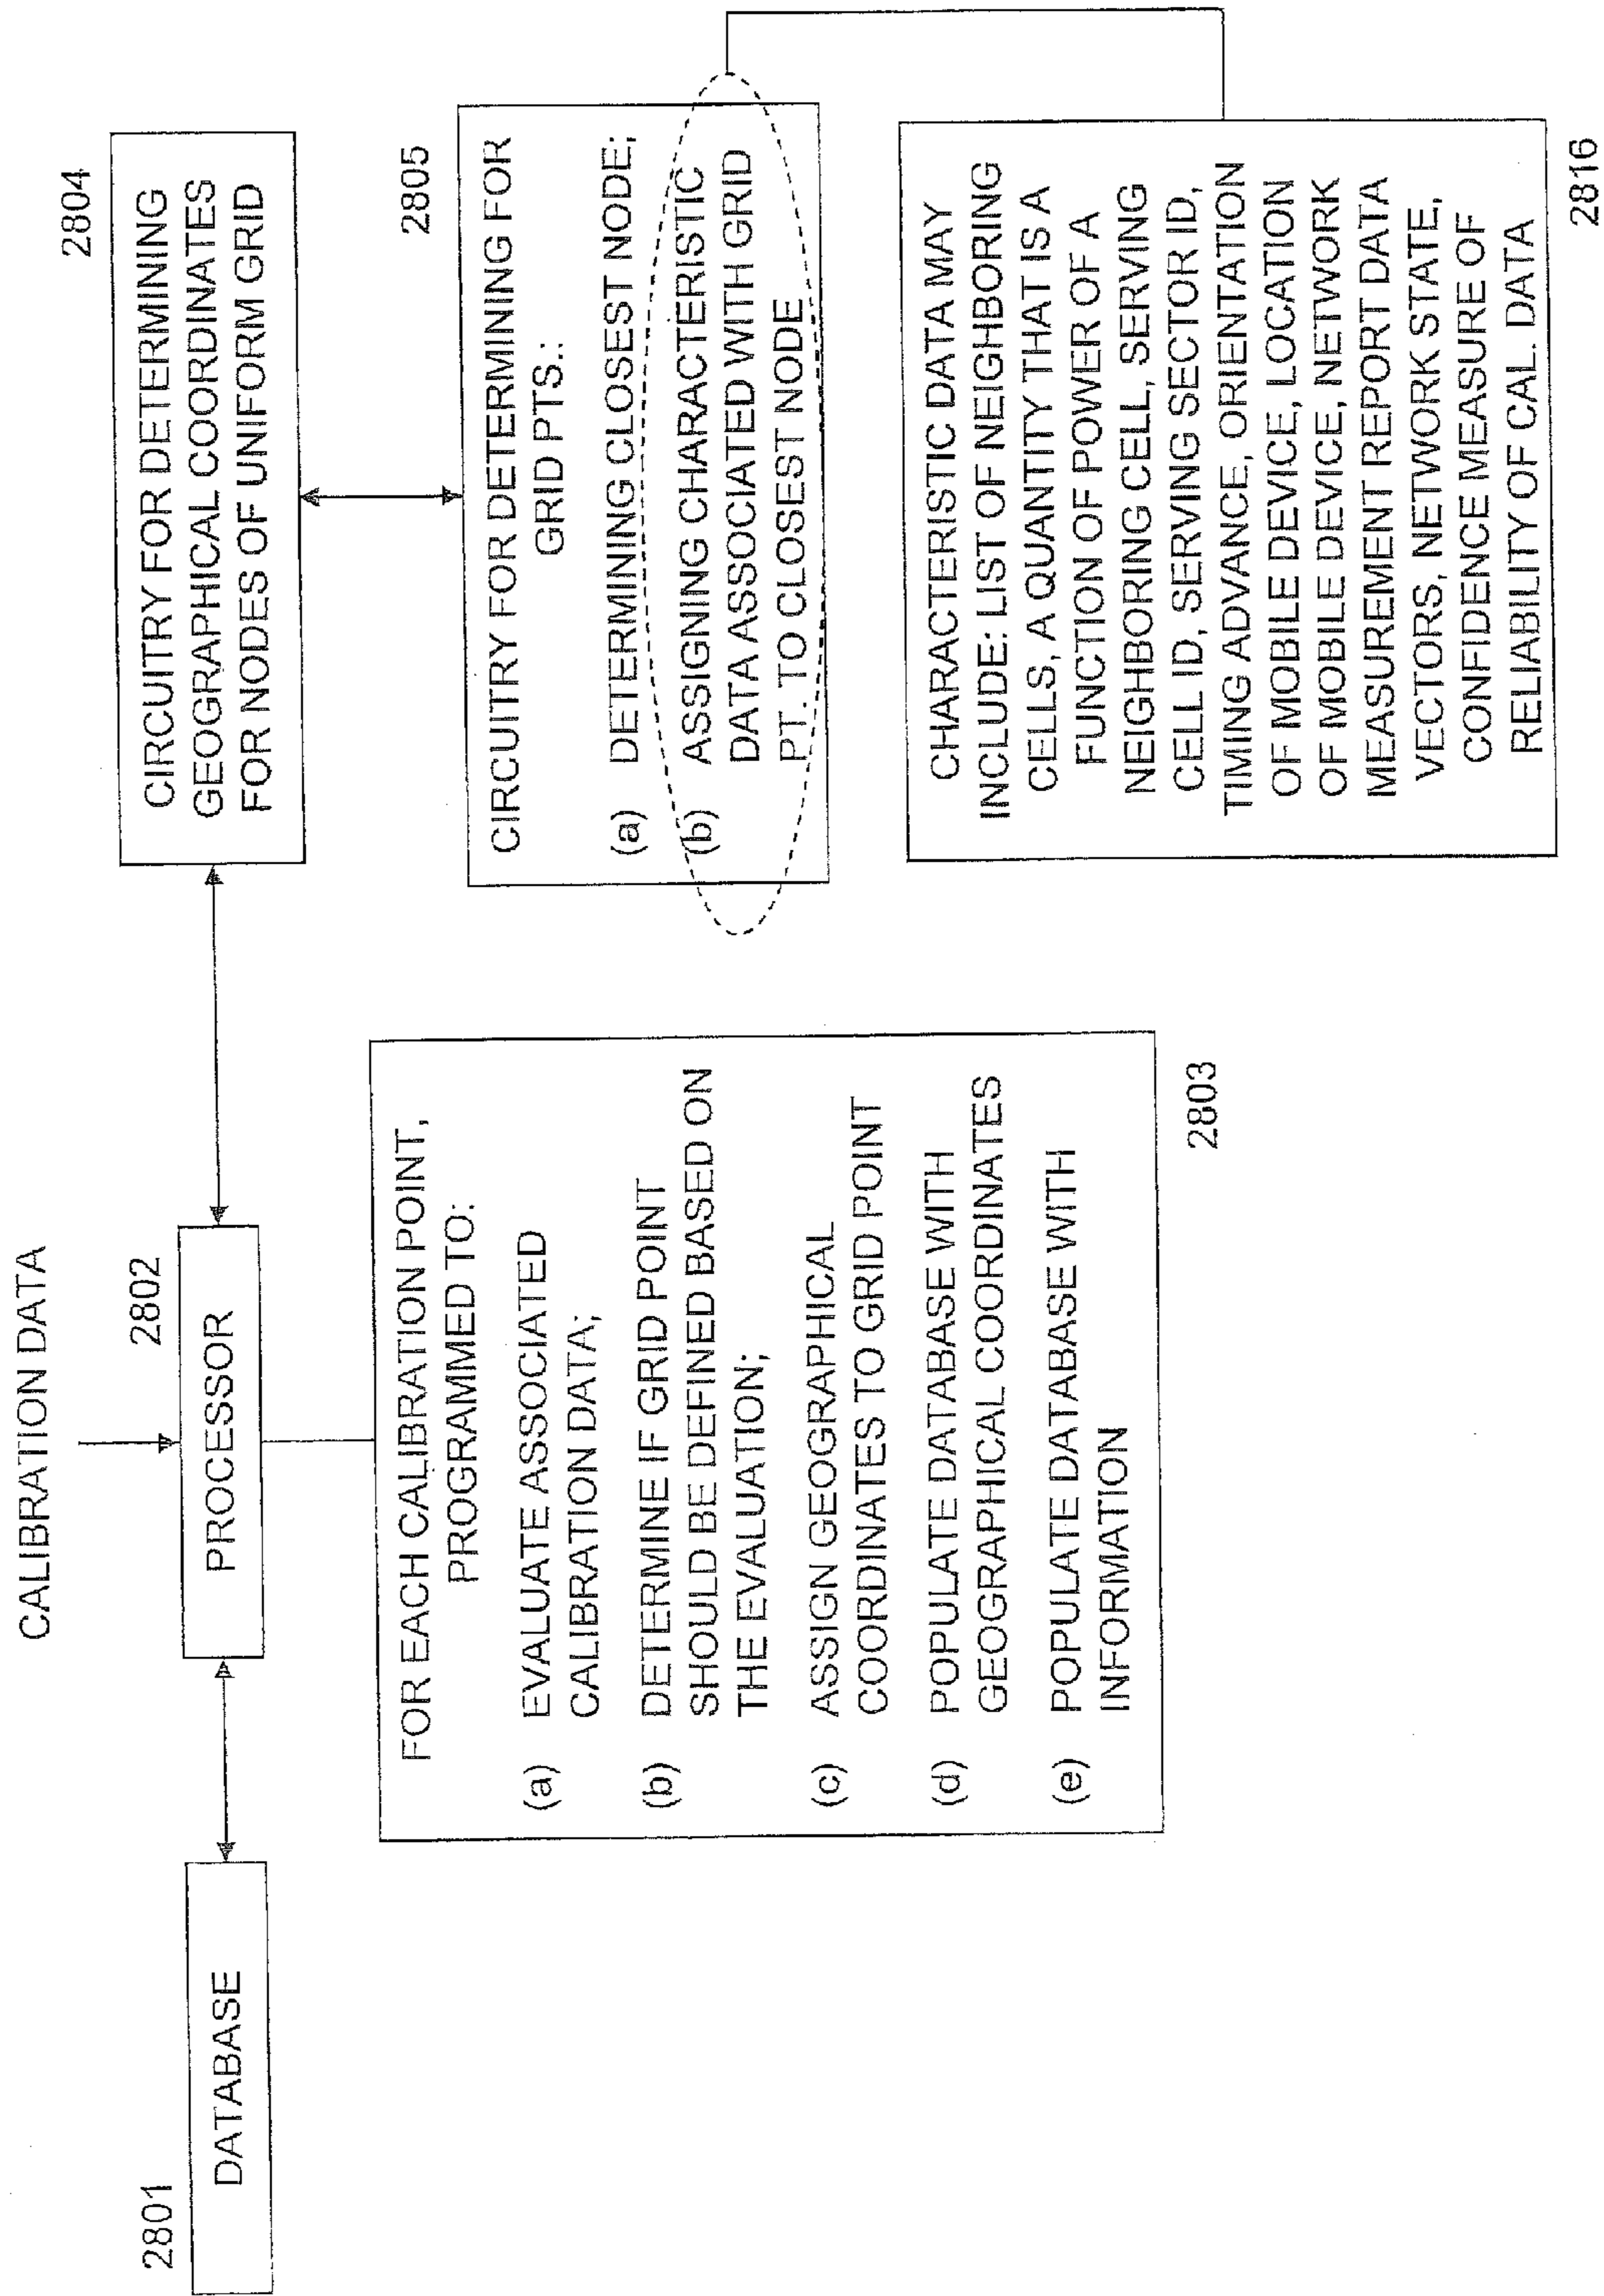 CALIBRATION DATA
2801
DATABASE
2802
PROCESSOR
2804
CIRCUITRY FOR DETERMINING
GEOGRAPHICAL COORDINATES
FOR NODES OF UNIFORM GRID
FOR EACH CALIBRATION POINT,
PROGRAMMED TO:
(a) EVALUATE ASSOCIATED
CALIBRATION DATA;
(b) DETERMINE IF GRID POINT
SHOULD BE DEFINED BASED ON
THE EVALUATION;
(c) ASSIGN GEOGRAPHICAL
COORDINATES TO GRID POINT
(d) POPULATE DATABASE WITH
GEOGRAPHICAL COORDINATES
(e) POPULATE DATABASE WITH
INFORMATION
2803
2805
CIRCUITRY FOR DETERMINING FOR
GRID PTS.:
(a) DETERMINING CLOSEST NODE;
(b) ASSIGNING CHARACTERISTIC
DATA ASSOCIATED WITH GRID
PT. TO CLOSEST NODE
CHARACTERISTIC DATA MAY
INCLUDE: LIST OF NEIGHBORING
CELLS, A QUANTITY THAT IS A
FUNCTION OF POWER OF A
NEIGHBORING CELL, SERVING
CELL ID, SERVING SECTOR ID,
TIMING ADVANCE, ORIENTATION
OF MOBILE DEVICE, LOCATION
OF MOBILE DEVICE, NETWORK
MEASUREMENT REPORT DATA
VECTORS, NETWORK STATE,
CONFIDENCE MEASURE OF
RELIABILITY OF CAL. DATA
2816